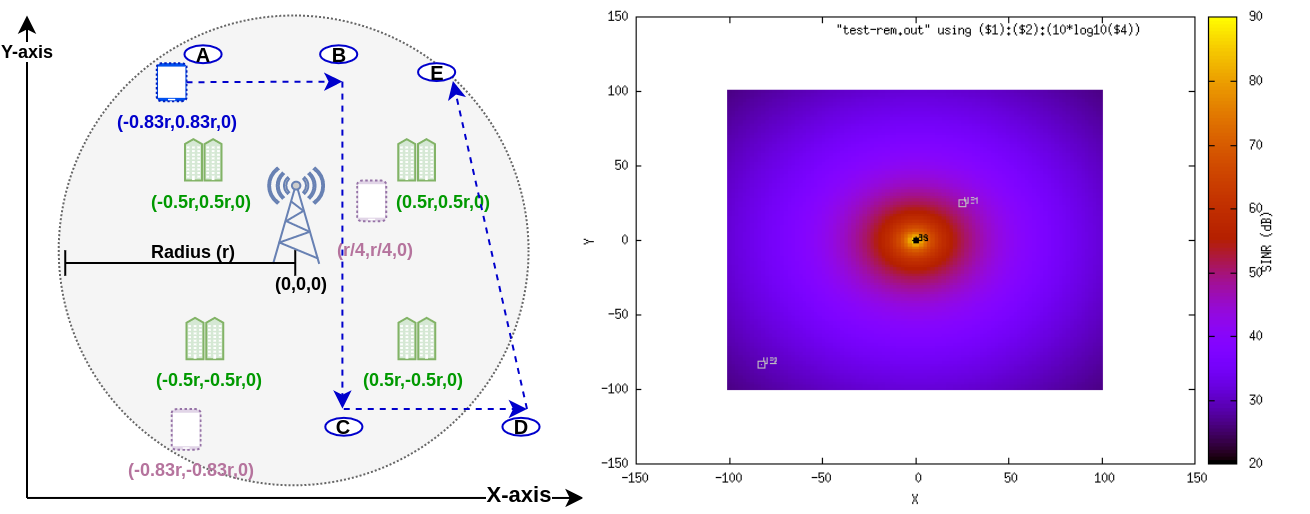 Y-axis
A
B
E
(-0.83r,0.83r,0)
(-0.5r,0.5r,0)
(0.5r,0.5r,0)
(r/4,r/4,0)
Radius (r)
(0,0,0)
(-0.5r,-0.5r,0)
(0.5r,-0.5r,0)
C
D
(-0.83r,-0.83r,0)
X-axis
"test-rem.out" using ($1):($2):(10*log10($4))
150
100
50
0
-50
-100
-150
Y
-150
-100
-50
0
50
100
150
X
UE1
BS
UE2
90
80
70
60
50
40
30
20
SINR (dB)